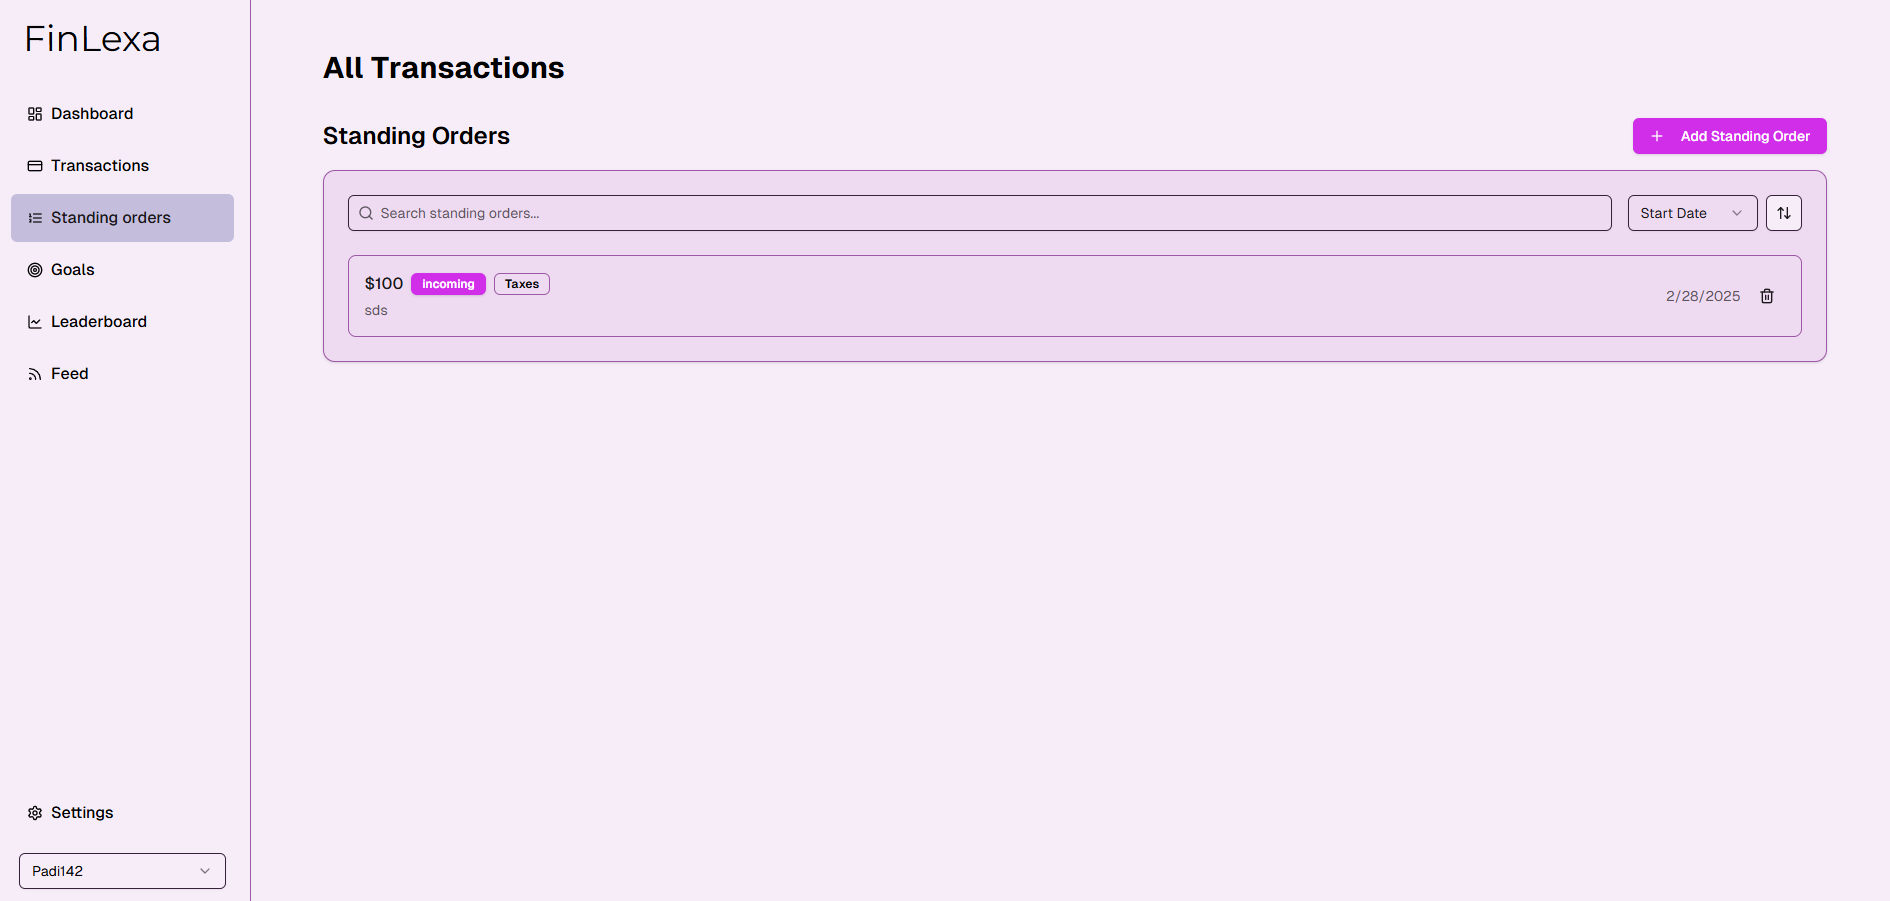 FinLexa
Dashboard
Transactions
Standing orders
Goals
Leaderboard
Feed
Settings
Padi142
All Transactions
Standing Orders
Add Standing Order
Search standing orders...
Start Date
$100 incoming Taxes
sds
2/28/2025